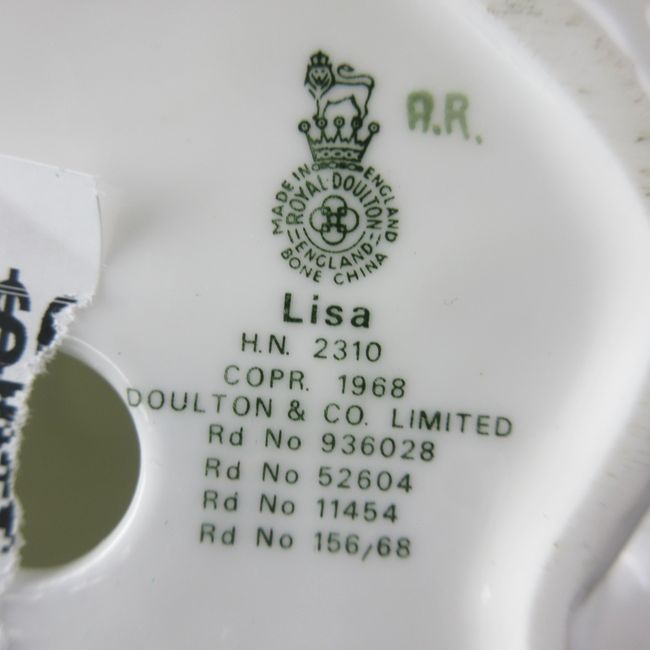 A.R.
MADE IN ENGLAND
ROYAL DOULTON
ENGLAND
BONE CHINA
Lisa
H.N. 2310
COPR. 1968
DOULTON & CO. LIMITED
Rd No 936028
Rd No 52604
Rd No 11454
Rd No 156/68
$